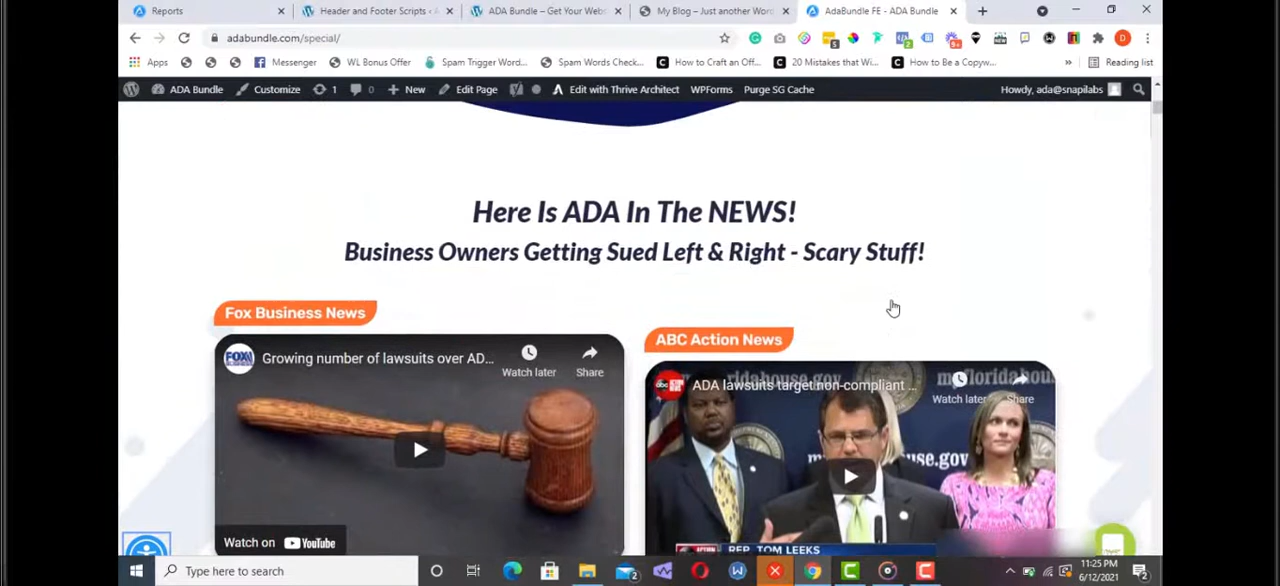 Reports
Header and Footer Scripts ‹
ADA Bundle – Get Your Webs
My Blog – Just another Wor
AdaBundle FE - ADA Bundle
adabundle.com/special/
Apps
Messenger
WL Bonus Offer
Spam Trigger Word...
Spam Words Check...
How to Craft an Off...
20 Mistakes that Wi...
How to Be a Copyw...
Reading list
ADA Bundle
Customize
1
0
New
Edit Page
Edit with Thrive Architect
WPForms
Purge SG Cache
Howdy, ada@snapilabs
Here Is ADA In The NEWS!
Business Owners Getting Sued Left & Right - Scary Stuff!
Fox Business News
Growing number of lawsuits over AD...
Watch later
Share
Watch on YouTube
ABC Action News
ADA lawsuits target non-compliant ...
Watch later
Share
REP. TOM LEEKS
Type here to search
11:25 PM
6/12/2021